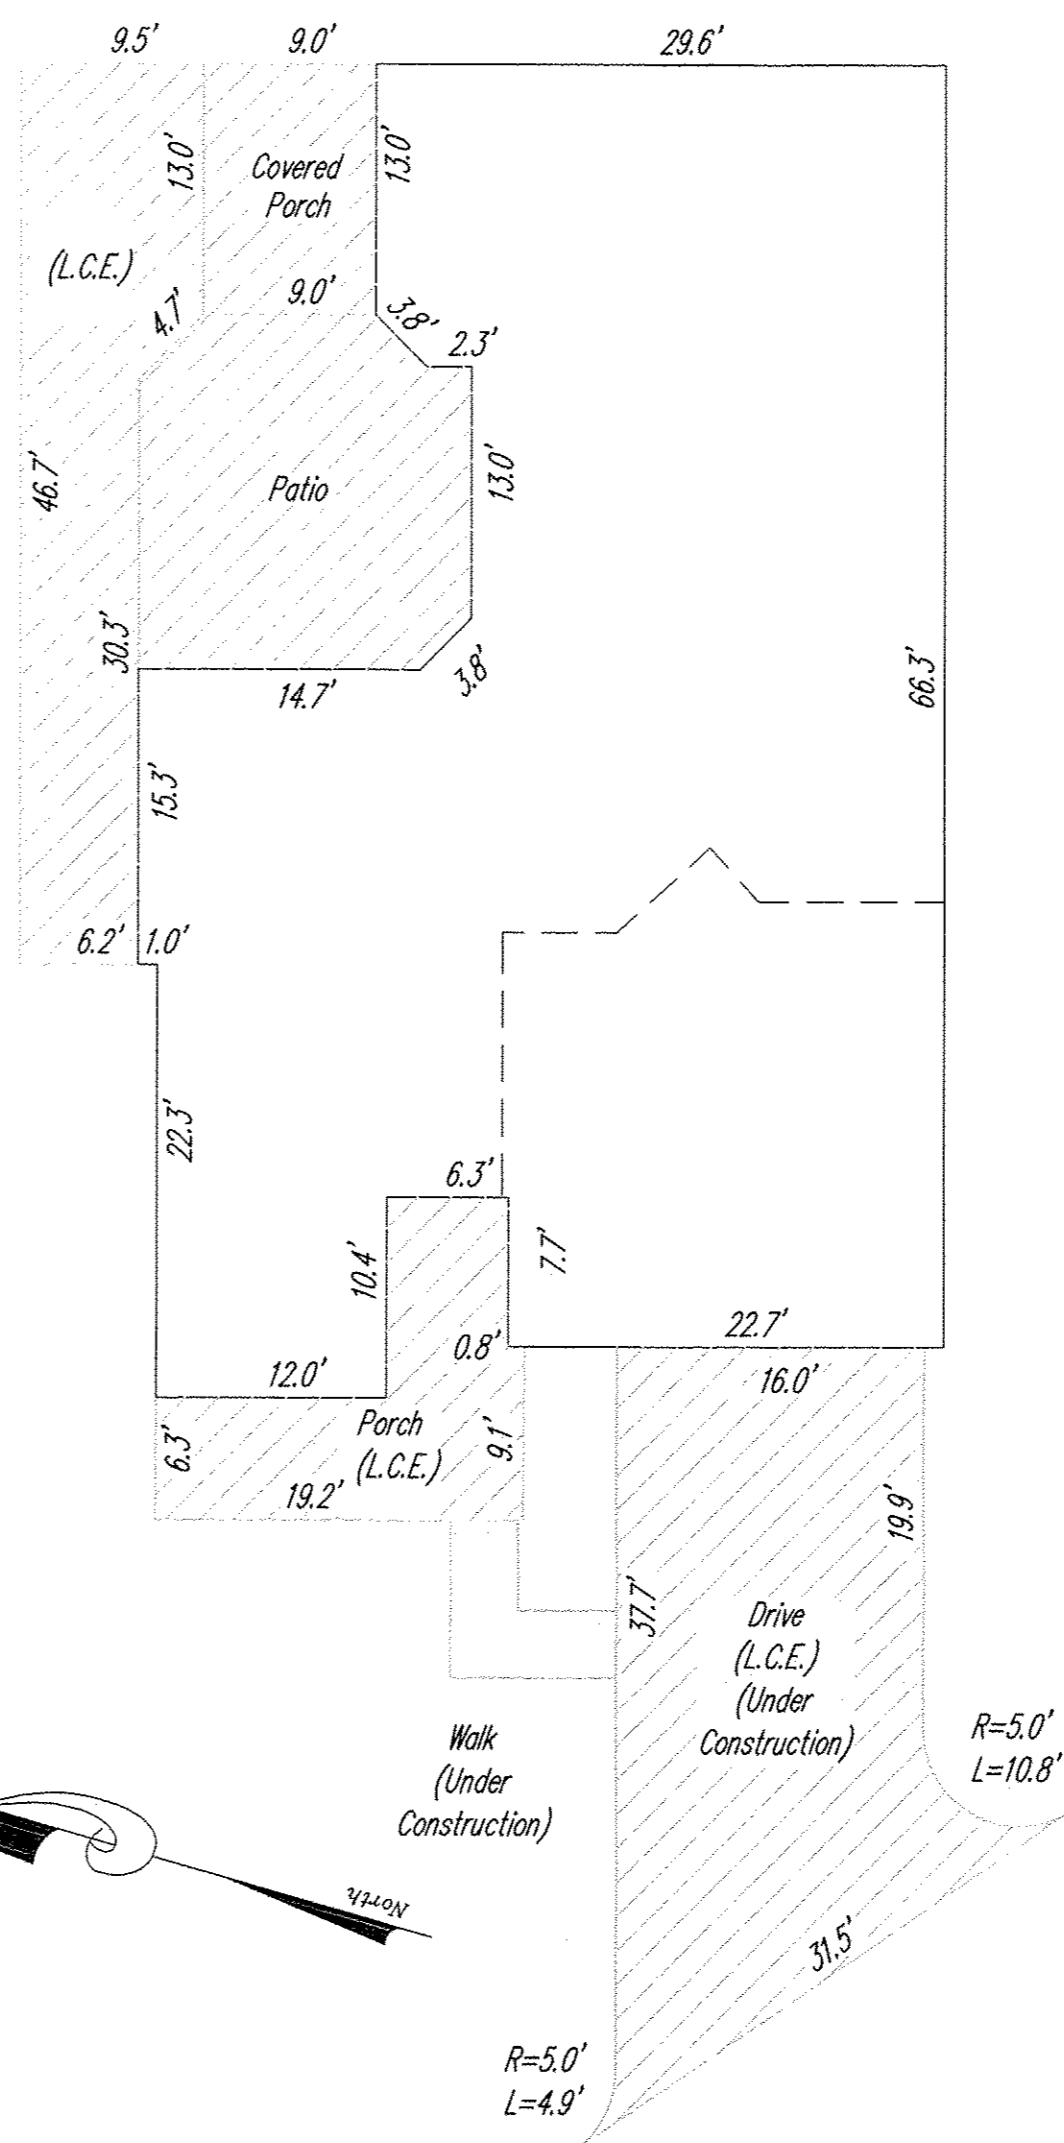 9.5'
9.0'
29.6'
13.0'
Covered
Porch
13.0'
(L.C.E.)
9.0'
4.7'
3.8'
2.3'
46.7'
Patio
13.0'
30.3'
14.7'
3.8'
66.3'
15.3'
6.2'
1.0'
22.3'
6.3'
10.4'
7.7'
0.8'
22.7'
12.0'
16.0'
6.3'
Porch
(L.C.E.)
9.1'
19.2'
19.9'
37.7'
Drive
(L.C.E.)
(Under
Construction)
Walk
(Under
Construction)
R=5.0'
L=10.8'
North
31.5'
R=5.0'
L=4.9'